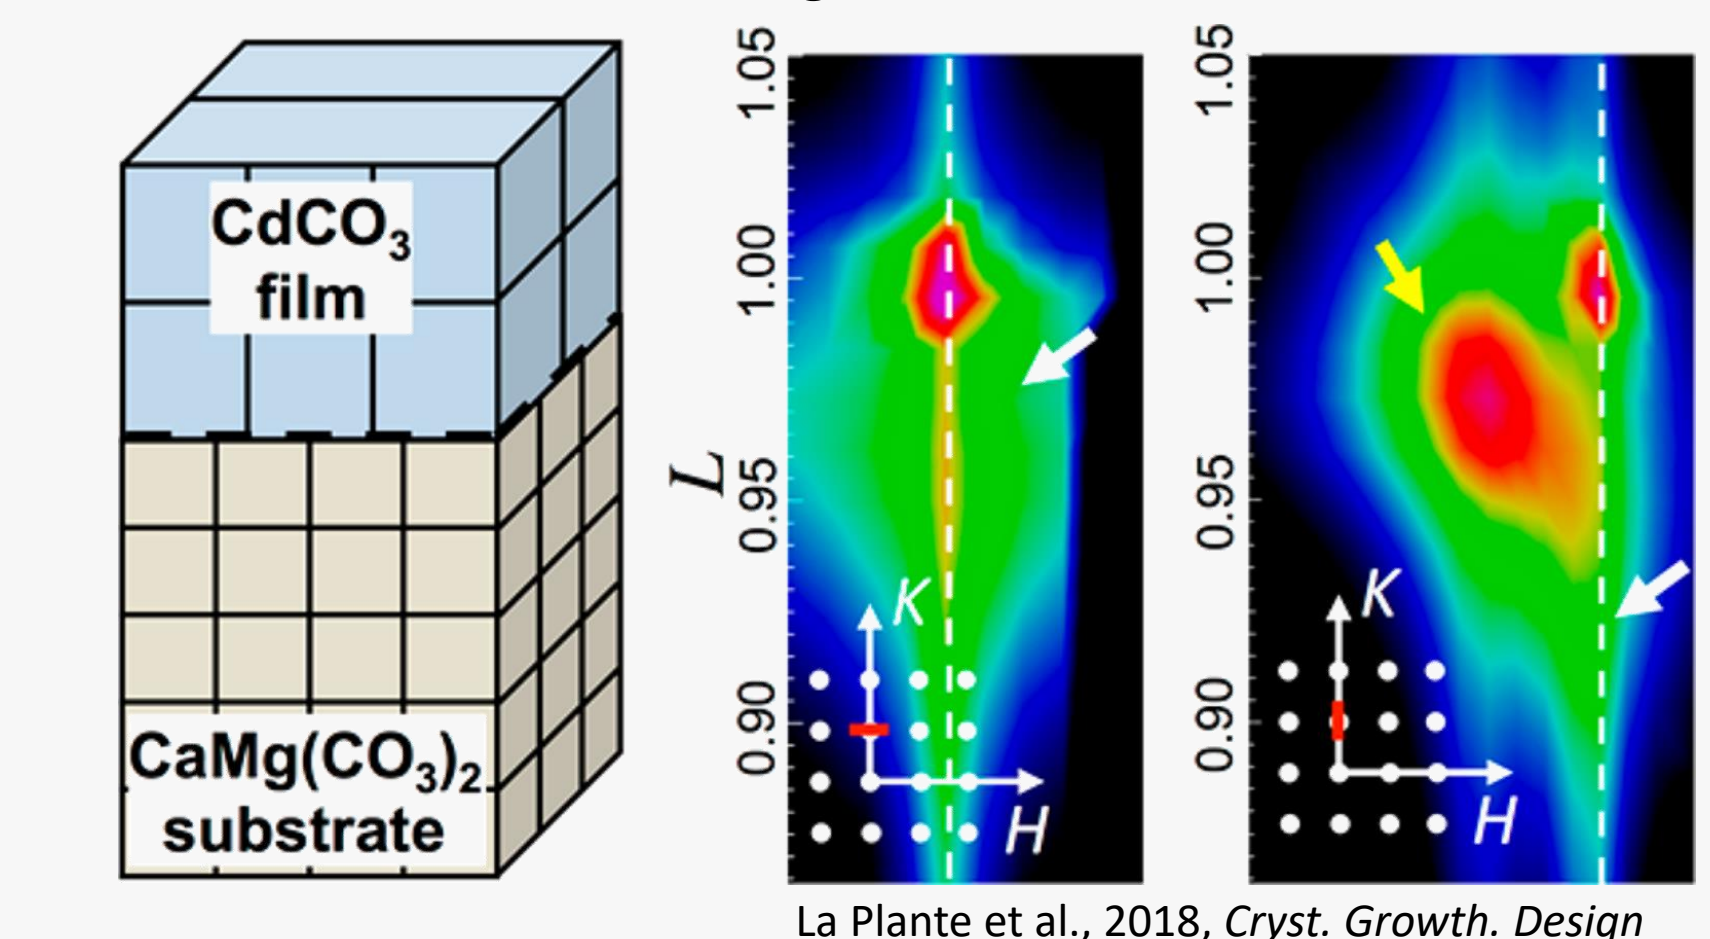 CdCO₃
film
CaMg(CO₃)₂
substrate
L
1.05
1.00
0.95
0.90
K
H
1.05
1.00
0.95
0.90
K
H
La Plante et al., 2018, Cryst. Growth. Design